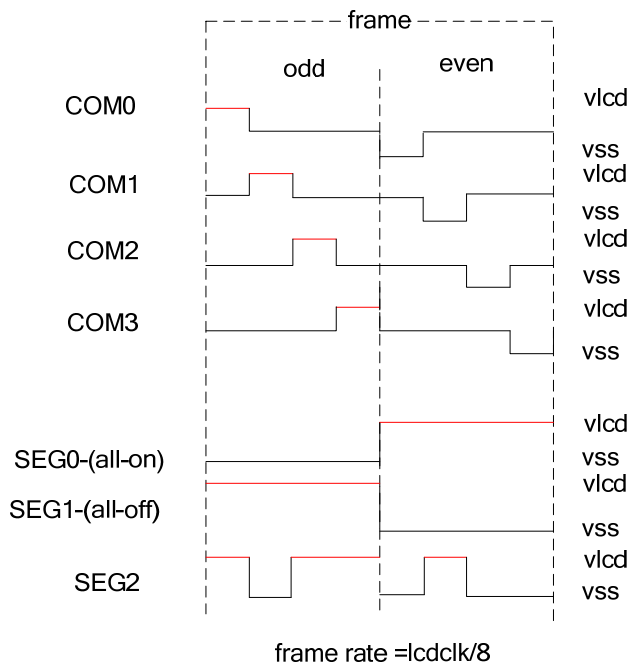 frame
odd even
COM0 vlcd
vss
COM1 vlcd
vss
COM2 vlcd
vss
COM3 vlcd
vss
vlcd
SEG0-(all-on) vss
vlcd
SEG1-(all-off) vss
vlcd
SEG2 vss
frame rate =lcdclk/8